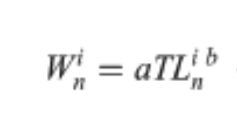 $W_n^i = aTL_n^{i\,b}$